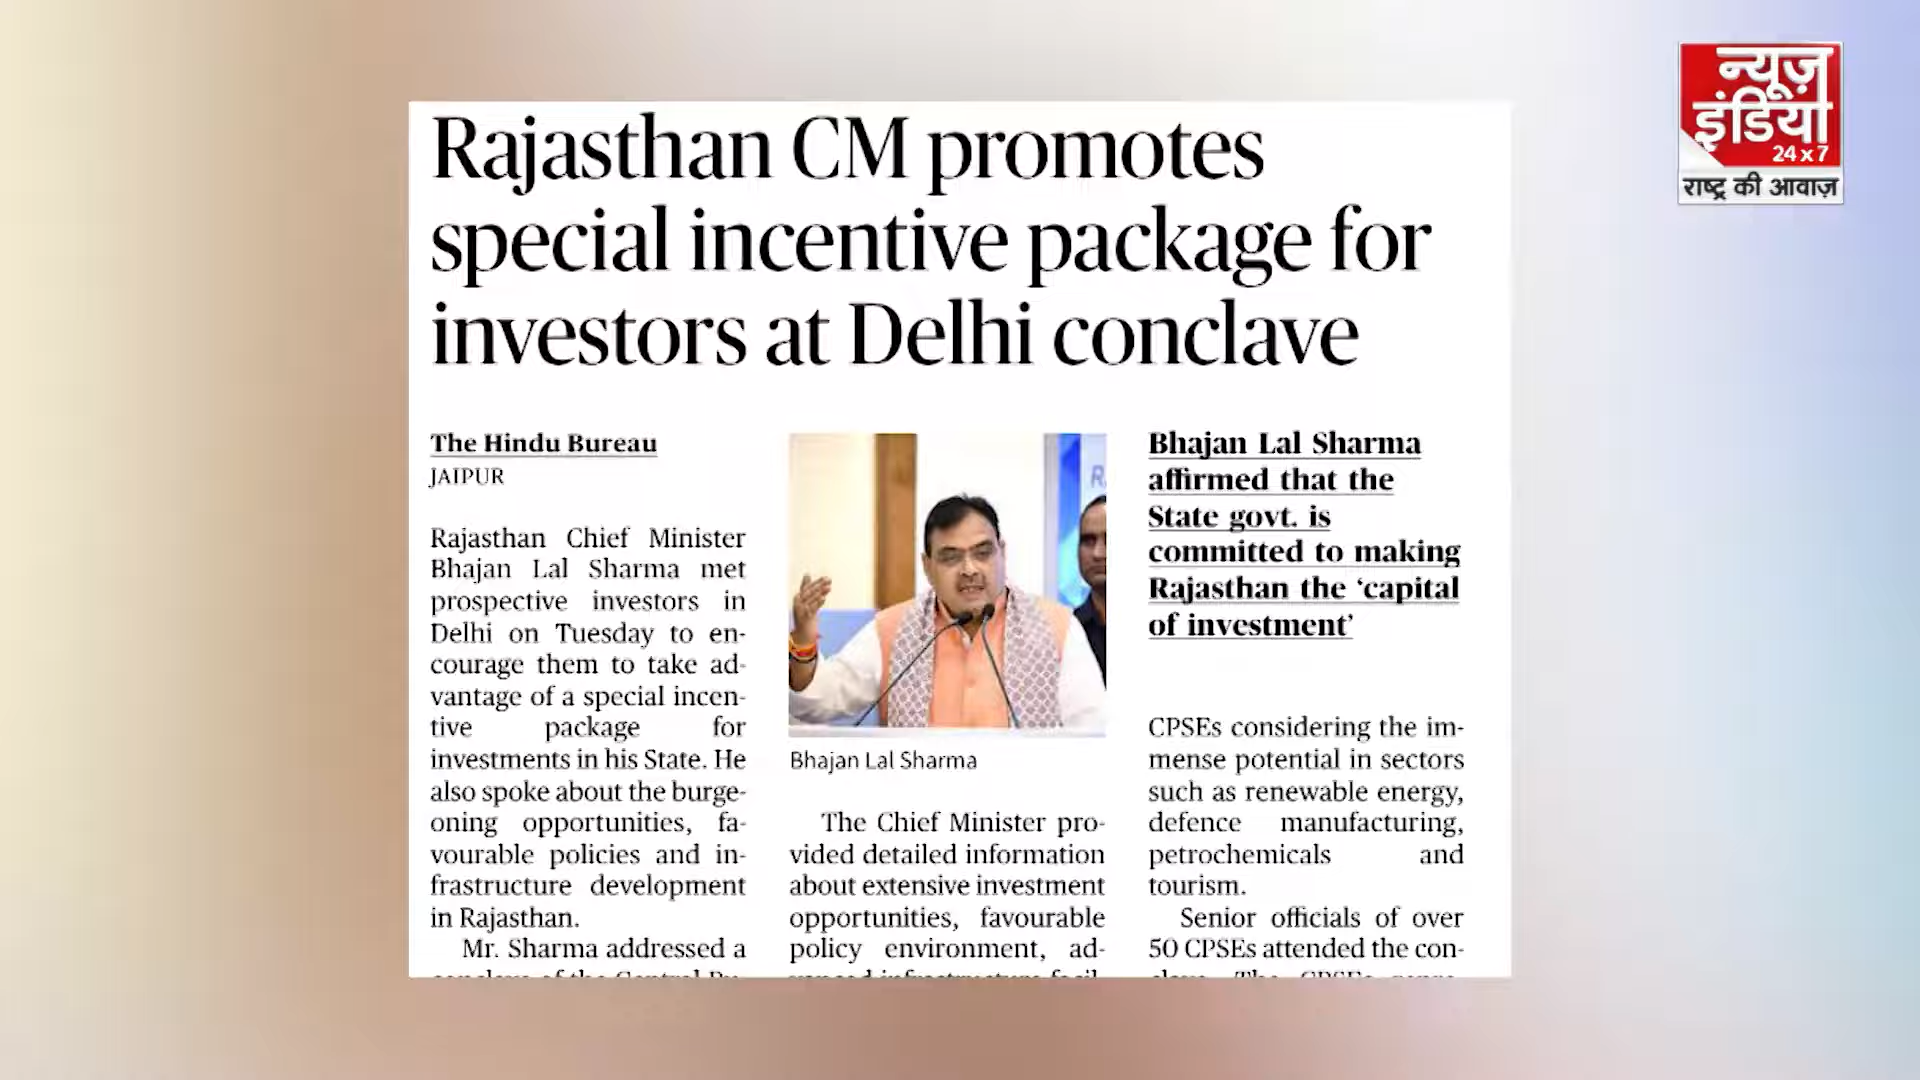 Rajasthan CM promotes
special incentive package for
investors at Delhi conclave
The Hindu Bureau
JAIPUR
Rajasthan Chief Minister
Bhajan Lal Sharma met
prospective investors in
Delhi on Tuesday to en-
courage them to take ad-
vantage of a special incen-
tive package for
investments in his State. He
also spoke about the burge-
oning opportunities, fa-
vourable policies and in-
frastructure development
in Rajasthan.
Mr. Sharma addressed a
Bhajan Lal Sharma
The Chief Minister pro-
vided detailed information
about extensive investment
opportunities, favourable
policy environment, ad-
Bhajan Lal Sharma
affirmed that the
State govt. is
committed to making
Rajasthan the ‘capital
of investment’
CPSEs considering the im-
mense potential in sectors
such as renewable energy,
defence manufacturing,
petrochemicals and
tourism.
Senior officials of over
50 CPSEs attended the con-
न्यूज़
इंडिया
24x7
राष्ट्र की आवाज़